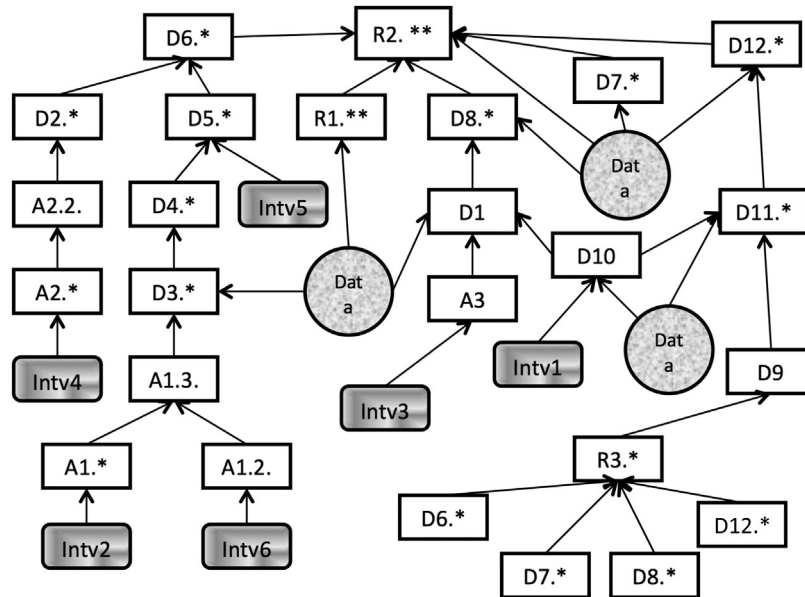 D6.*
R2. **
D12.*
D7.*
D2.*
D5.*
R1.**
D8.*
Dat
a
A2.2.
D4.*
Intv5
D1
D11.*
D10
A2.*
D3.*
Dat
a
A3
Dat
a
Intv4
A1.3.
Intv3
Intv1
D9
A1.*
A1.2.
R3.*
D6.*
D12.*
Intv2
Intv6
D7.*
D8.*